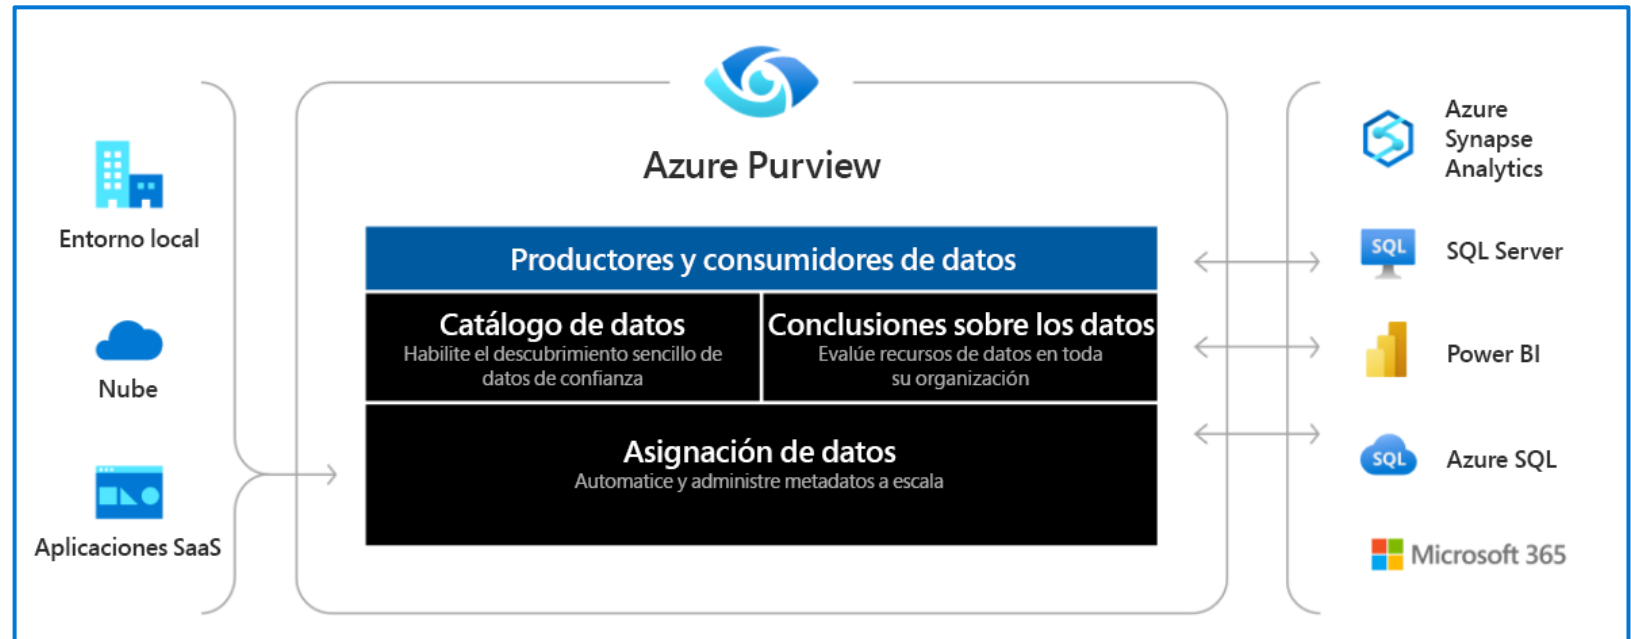 Azure Purview
Entorno local
Nube
Aplicaciones SaaS
Productores y consumidores de datos
Catálogo de datos
Habilite el descubrimiento sencillo de
datos de confianza
Conclusiones sobre los datos
Evalúe recursos de datos en toda
su organización
Asignación de datos
Automatice y administre metadatos a escala
Azure
Synapse
Analytics
SQL
SQL Server
Power BI
SQL
Azure SQL
Microsoft 365